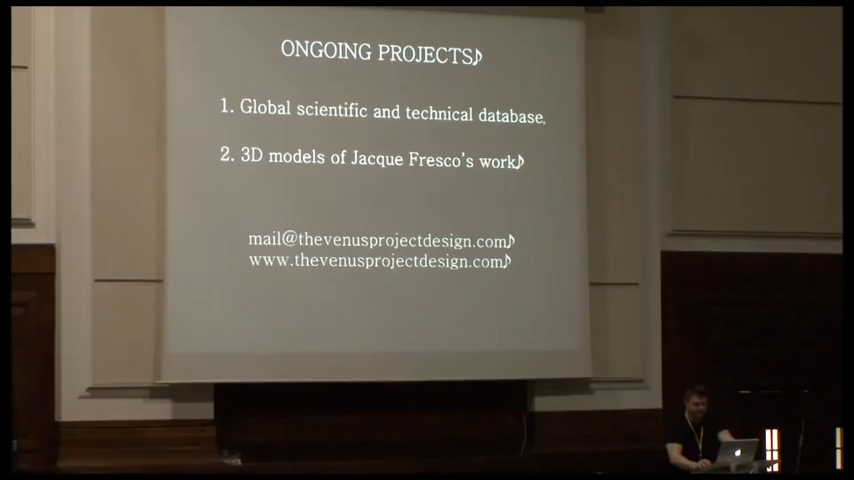 ONGOING PROJECTS♪
1. Global scientific and technical database.
2. 3D models of Jacque Fresco's work♪
mail@thevenusprojectdesign.com♪
www.thevenusprojectdesign.com♪